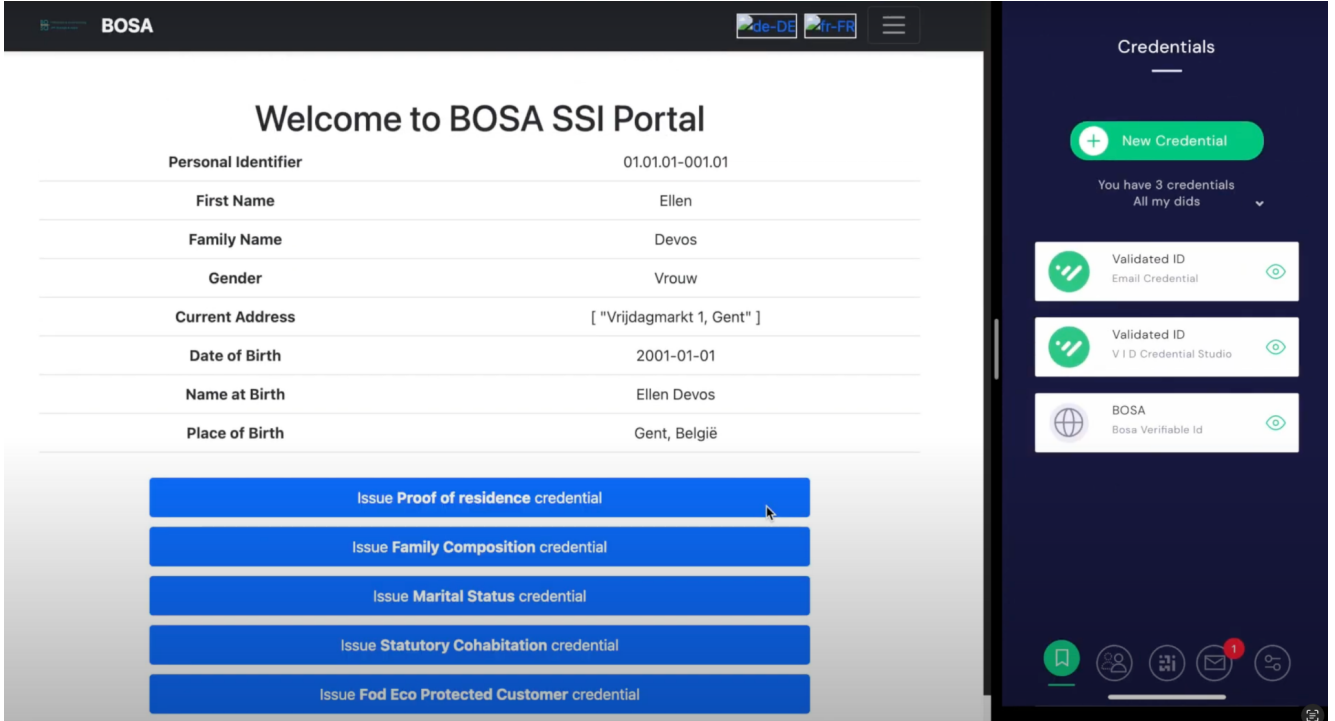 BOSA
de-DE fr-FR
Welcome to BOSA SSI Portal
Personal Identifier 01.01.01-001.01
First Name Ellen
Family Name Devos
Gender Vrouw
Current Address [ "Vrijdagmarkt 1, Gent" ]
Date of Birth 2001-01-01
Name at Birth Ellen Devos
Place of Birth Gent, België
Issue Proof of residence credential
Issue Family Composition credential
Issue Marital Status credential
Issue Statutory Cohabitation credential
Issue Fod Eco Protected Customer credential
Credentials
New Credential
You have 3 credentials
All my dids
Validated ID
Email Credential
Validated ID
V I D Credential Studio
BOSA
Bosa Verifiable Id
1